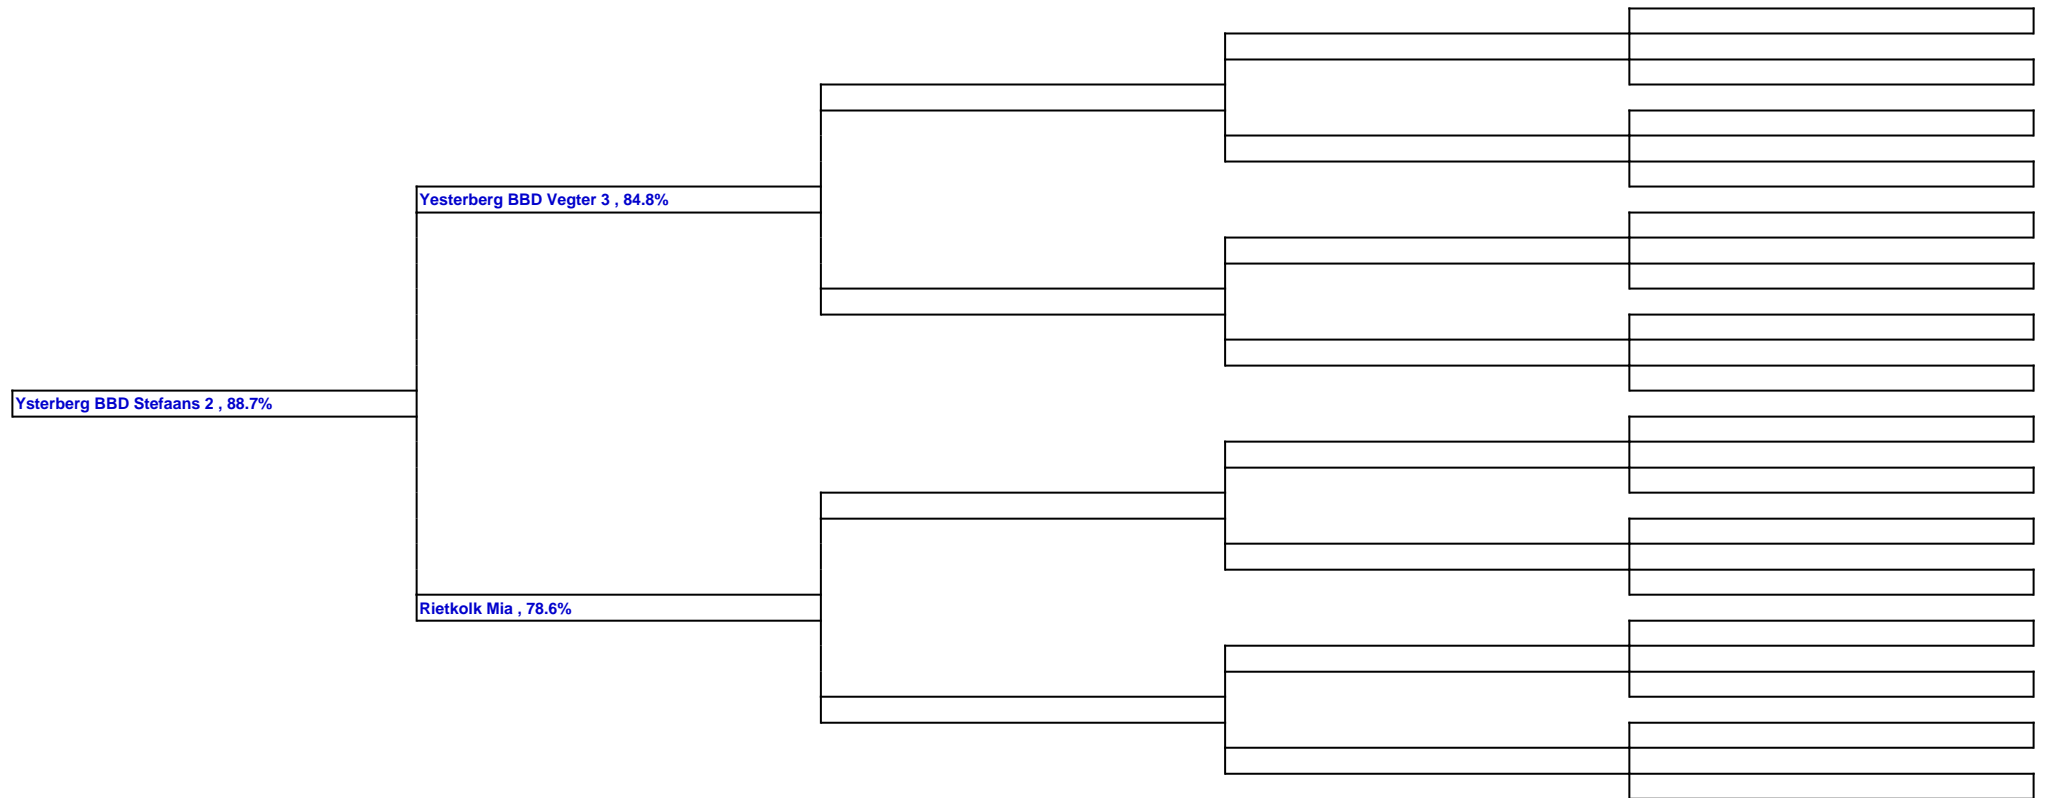 Yesterberg BBD Vegter 3 , 84.8%
Ysterberg BBD Stefaans 2 , 88.7%
Rietkolk Mia , 78.6%